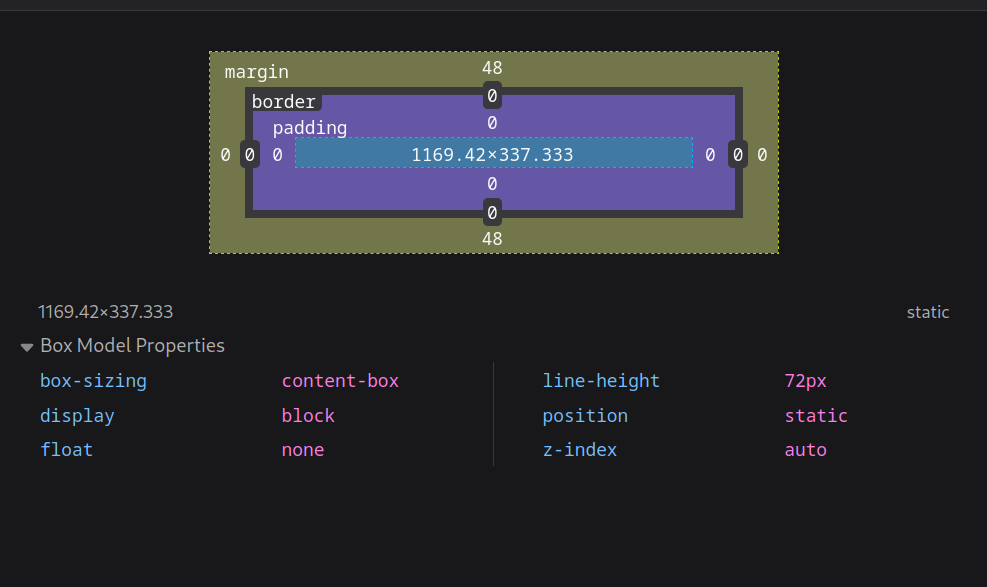 margin 48
border 0
padding 0
0 0 0 1169.42×337.333 0 0 0
0
0
48
1169.42×337.333 static
Box Model Properties
box-sizing content-box line-height 72px
display block position static
float none z-index auto